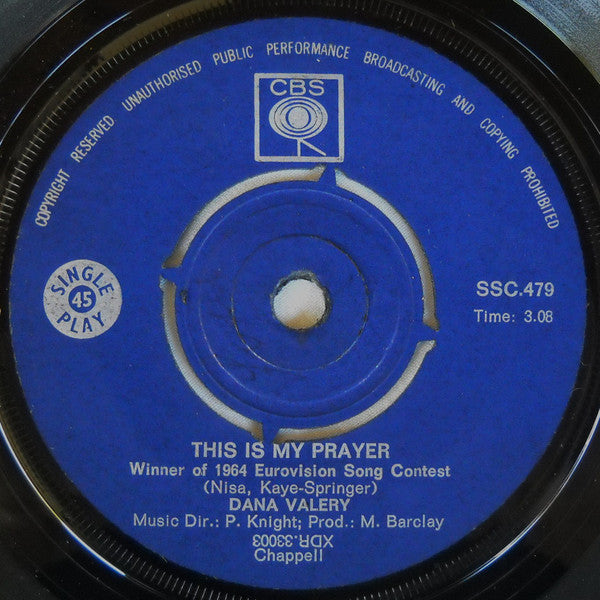 COPYRIGHT RESERVED UNAUTHORISED PUBLIC PERFORMANCE BROADCASTING AND COPYING PROHIBITED
CBS
SINGLE
45
PLAY
SSC.479
Time: 3.08
THIS IS MY PRAYER
Winner of 1964 Eurovision Song Contest
(Nisa, Kaye-Springer)
DANA VALERY
Music Dir.: P. Knight; Prod.: M. Barclay
XDR.33003
Chappell